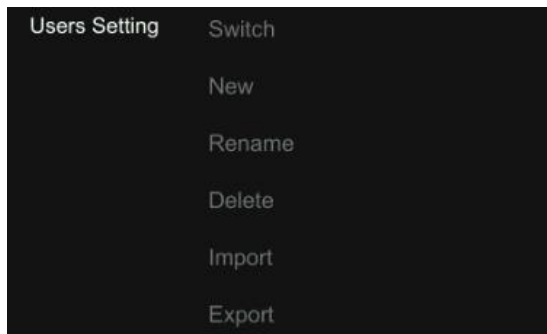 Users Setting
Switch
New
Rename
Delete
Import
Export